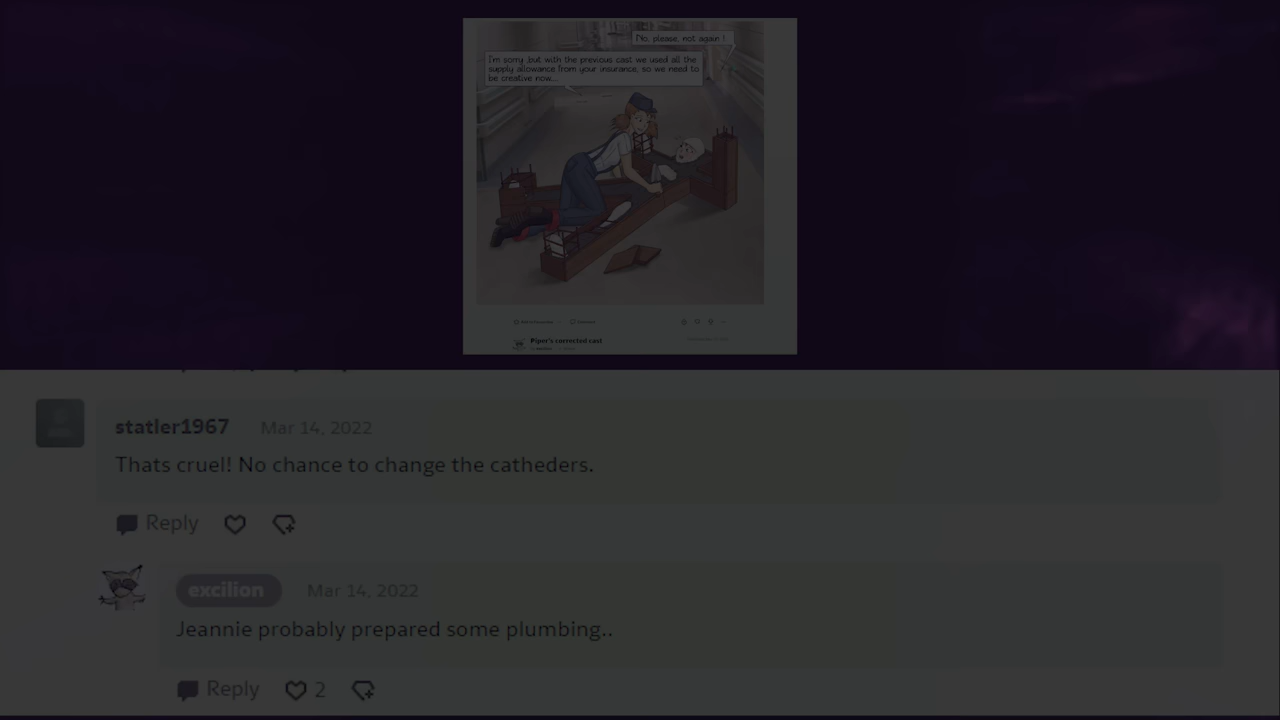 No, please, not again !
I'm sorry ,but with the previous cast we used all the
supply allowance from your insurance, so we need to
be creative now...
Piper's corrected cast
statler1967 Mar 14, 2022
Thats cruel! No chance to change the catheders.
Reply
excilion Mar 14, 2022
Jeannie probably prepared some plumbing..
Reply 2